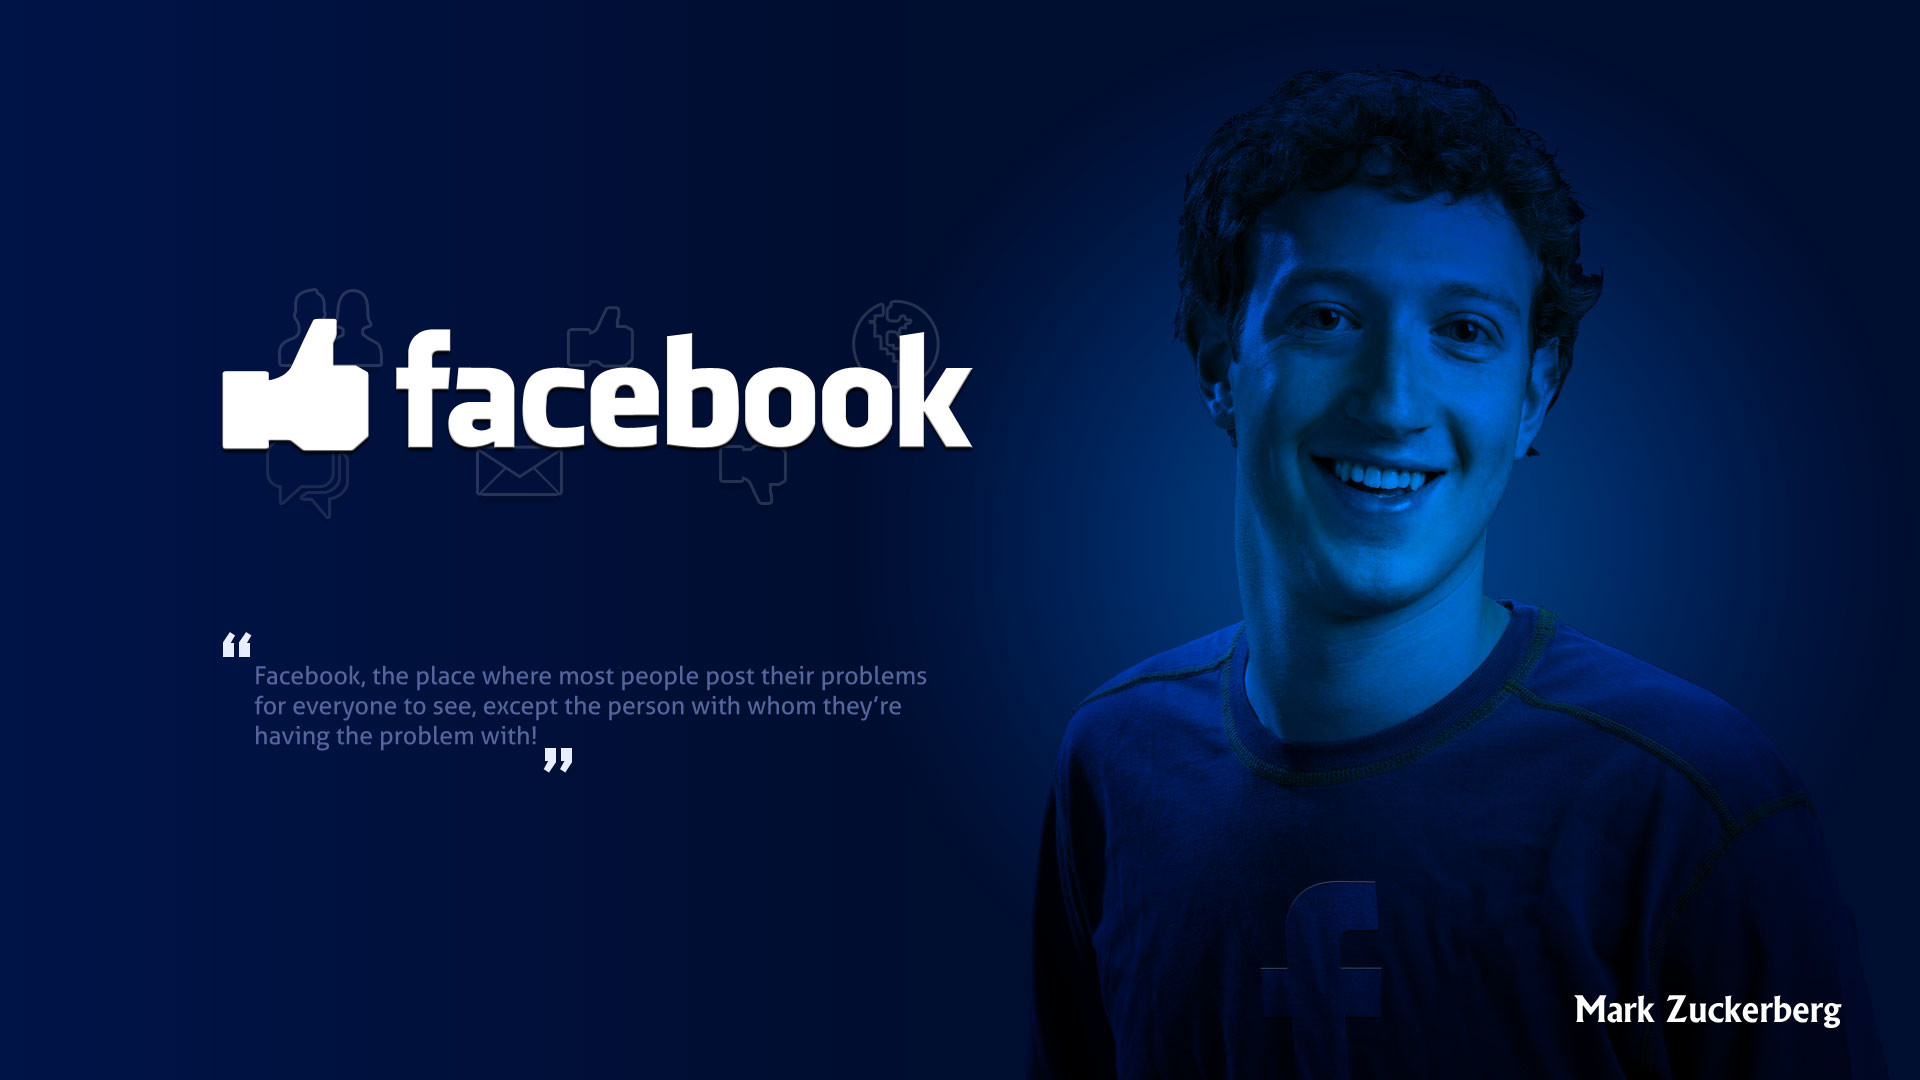 facebook
“Facebook, the place where most people post their problems
for everyone to see, except the person with whom they’re
having the problem with!”
f
Mark Zuckerberg